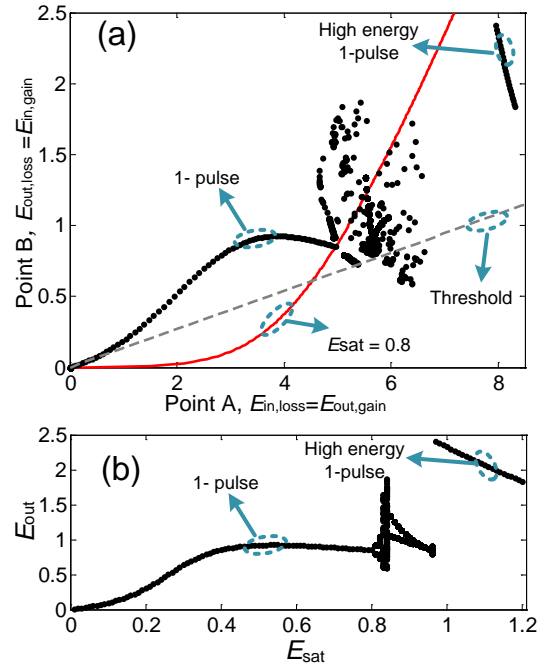 (a)
High energy
1-pulse
1- pulse
Threshold
Esat = 0.8
Point B, Eout,loss =Ein,gain
2.5
2
1.5
1
0.5
0
0
2
4
6
8
Point A, Ein,loss=Eout,gain
(b)
High energy
1-pulse
1- pulse
Eout
2.5
2
1.5
1
0.5
0
0
0.2
0.4
0.6
0.8
1
1.2
Esat